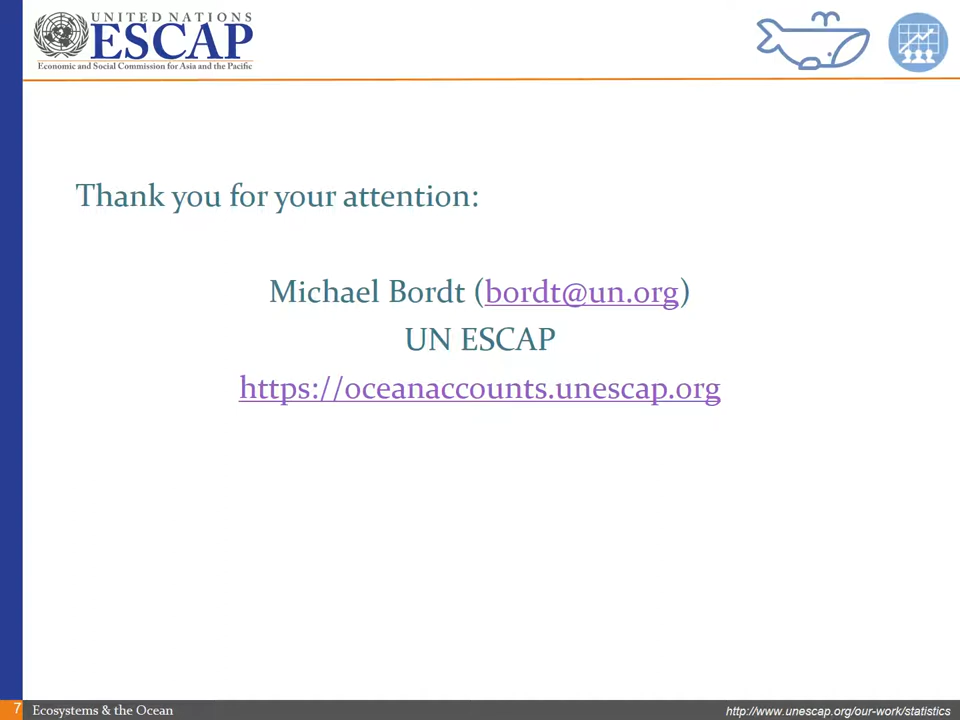 UNITED NATIONS
ESCAP
Economic and Social Commission for Asia and the Pacific
Thank you for your attention:
Michael Bordt (bordt@un.org)
UN ESCAP
https://oceanaccounts.unescap.org
7 Ecosystems & the Ocean
http://www.unescap.org/our-work/statistics